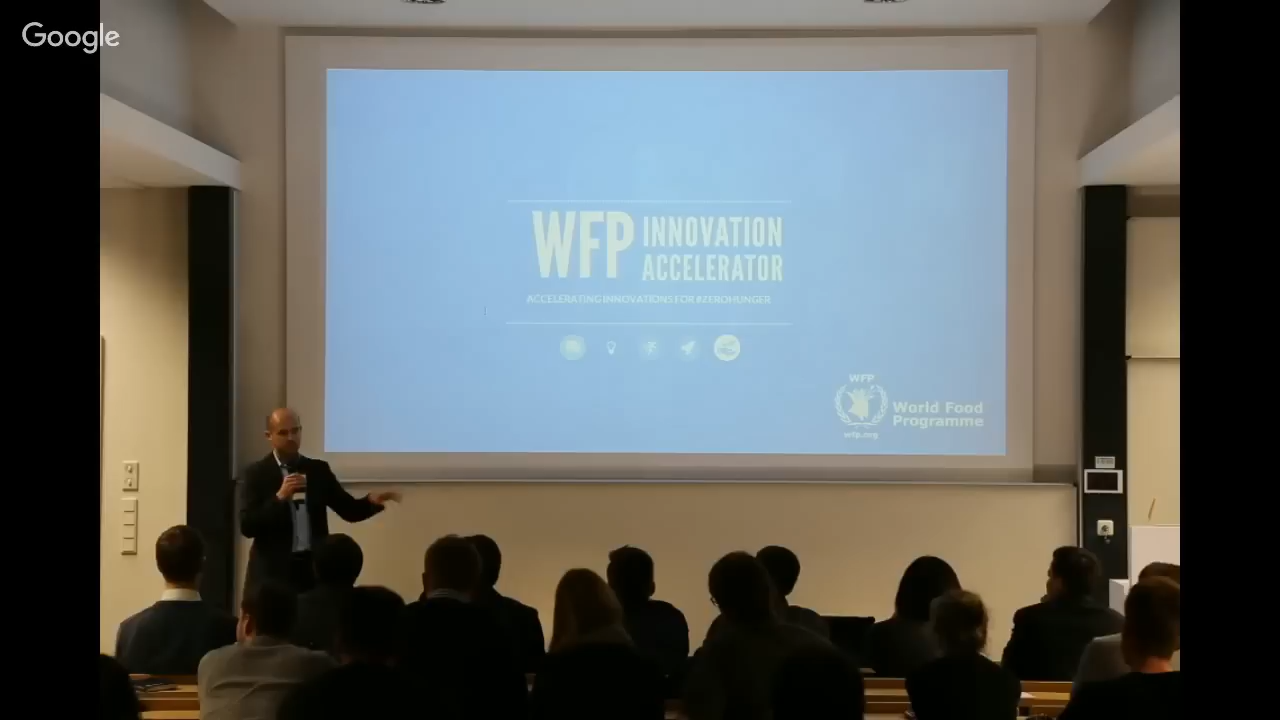 Google
WFP INNOVATION
ACCELERATOR
ACCELERATING INNOVATIONS FOR #ZEROHUNGER
WFP
wfp.org
World Food
Programme